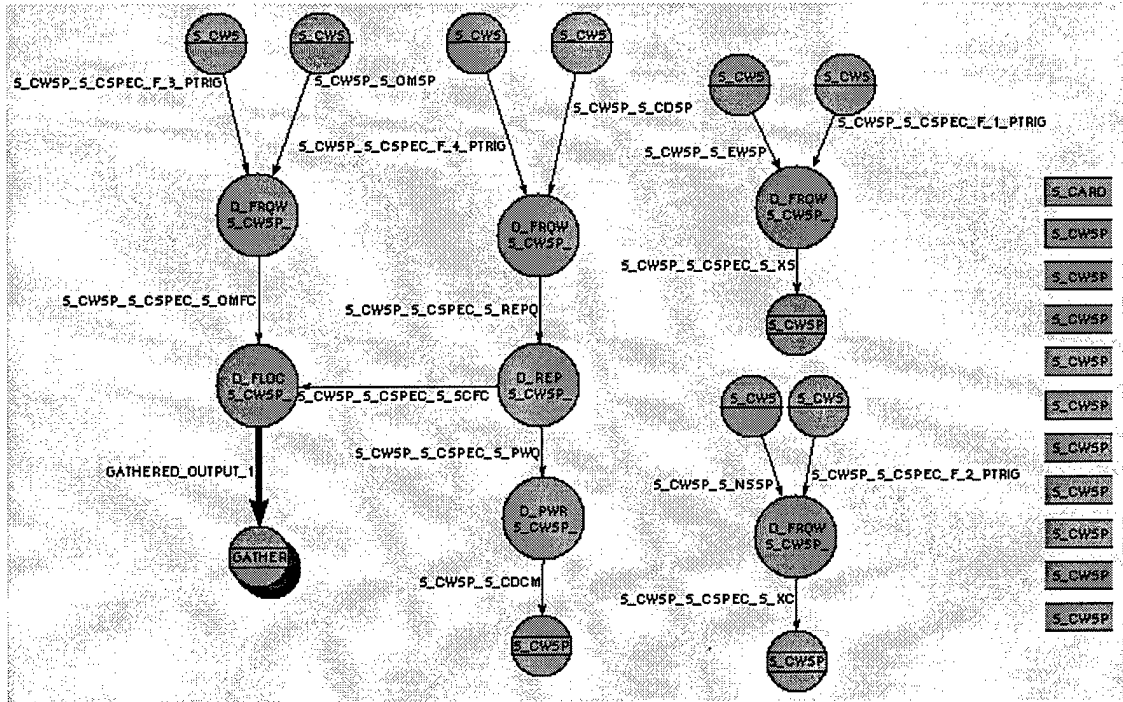 S_CWS
S_CWS
S_CWS
S_CWS
S_CWS
S_CWS
S_CWSP_S_CSPEC_F_3_PTRIG
S_CWSP_S_OMSP
S_CWSP_S_CDSP
S_CWSP_S_CSPEC_F_1_PTRIG
S_CWSP_S_CSPEC_F_4_PTRIG
S_CWSP_S_EWSP
D_FROW
S_CWSP_
D_FROW
S_CWSP_
D_FROW
S_CWSP_
S_CARD
S_CWSP
S_CWSP
S_CWSP
S_CWSP
S_CWSP
S_CWSP
S_CWSP
S_CWSP
S_CWSP
S_CWSP
S_CWSP_S_CSPEC_S_XS
S_CWSP_S_CSPEC_S_OMFC
S_CWSP_S_CSPEC_S_REPQ
S_CWSP
D_FLOC
S_CWSP_
S_CWSP_S_CSPEC_S_SCFC
D_REP
S_CWSP_
S_CWS
S_CWS
S_CWSP_S_CSPEC_S_PWQ
GATHERED_OUTPUT_1
S_CWSP_S_NSSP
S_CWSP_S_CSPEC_F_2_PTRIG
D_PWR
S_CWSP_
D_FROW
S_CWSP_
GATHER
S_CWSP_S_CDCM
S_CWSP_S_CSPEC_S_XC
S_CWSP
S_CWSP